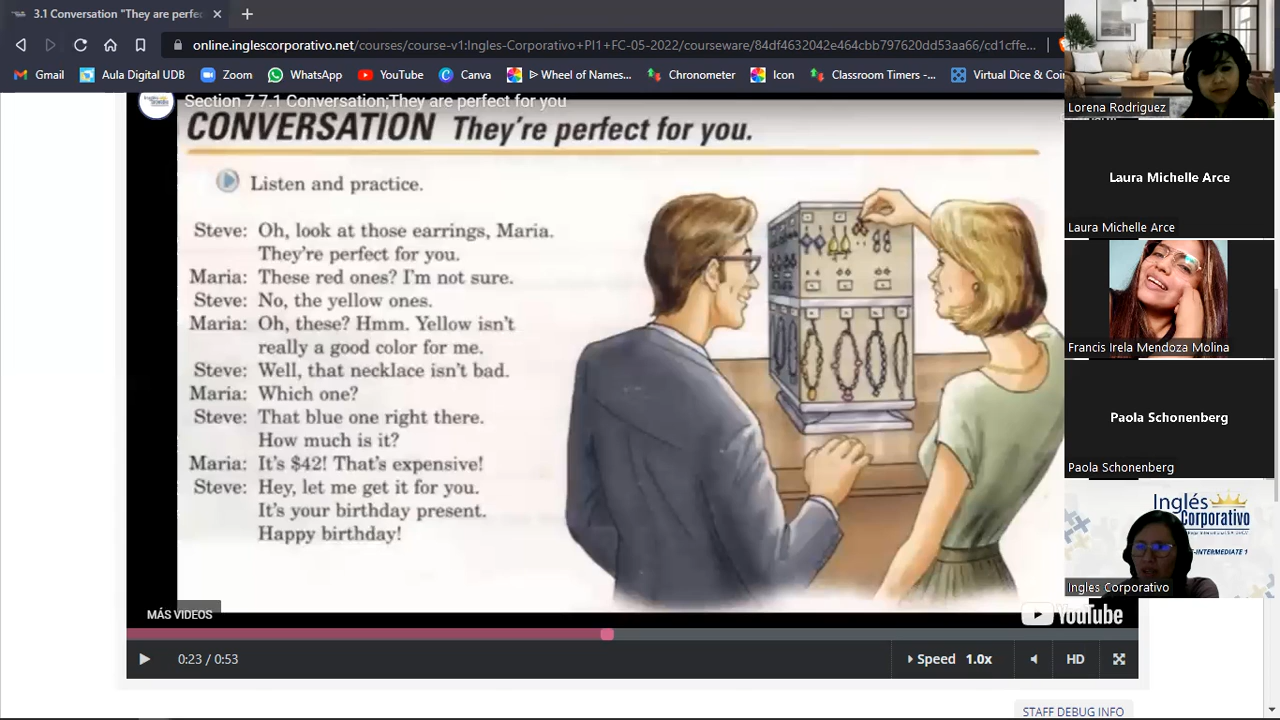 3.1 Conversation "They are perfec
online.inglescorporativo.net/courses/course-v1:Ingles-Corporativo+PI1+FC-05-2022/courseware/84df4632042e464cbb797620dd53aa66/cd1cffe...
Gmail
Aula Digital UDB
Zoom
WhatsApp
YouTube
Canva
ᐅ Wheel of Names...
Chronometer
Icon
Classroom Timers -...
Virtual Dice & Coi
Section 7 7.1 Conversation;They are perfect for you
CONVERSATION They're perfect for you.
Listen and practice.
Steve: Oh, look at those earrings, Maria.
They're perfect for you.
Maria: These red ones? I'm not sure.
Steve: No, the yellow ones.
Maria: Oh, these? Hmm. Yellow isn't
really a good color for me.
Steve: Well, that necklace isn't bad.
Maria: Which one?
Steve: That blue one right there.
How much is it?
Maria: It's $42! That's expensive!
Steve: Hey, let me get it for you.
It's your birthday present.
Happy birthday!
MÁS VIDEOS
YouTube
0:23 / 0:53
Speed 1.0x
HD
STAFF DEBUG INFO
Lorena Rodriguez
Laura Michelle Arce
Laura Michelle Arce
Francis Irela Mendoza Molina
Paola Schonenberg
Paola Schonenberg
Inglés
Corporativo
E-INTERMEDIATE 1
Ingles Corporativo